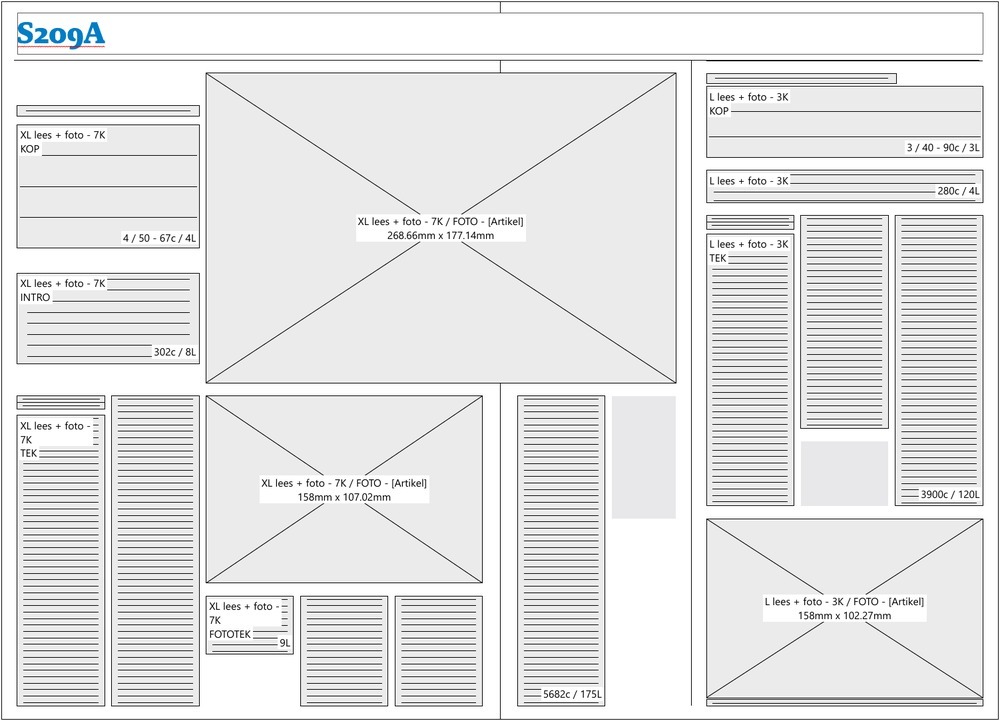 S209A
XL lees + foto - 7K
KOP
4 / 50 - 67c / 4L
XL lees + foto - 7K
INTRO
302c / 8L
XL lees + foto - 7K / FOTO - [Artikel]
268.66mm x 177.14mm
XL lees + foto -
7K
TEK
XL lees + foto - 7K / FOTO - [Artikel]
158mm x 107.02mm
XL lees + foto -
7K
FOTOTEK
9L
5682c / 175L
L lees + foto - 3K
KOP
3 / 40 - 90c / 3L
L lees + foto - 3K
280c / 4L
L lees + foto - 3K
TEK
3900c / 120L
L lees + foto - 3K / FOTO - [Artikel]
158mm x 102.27mm